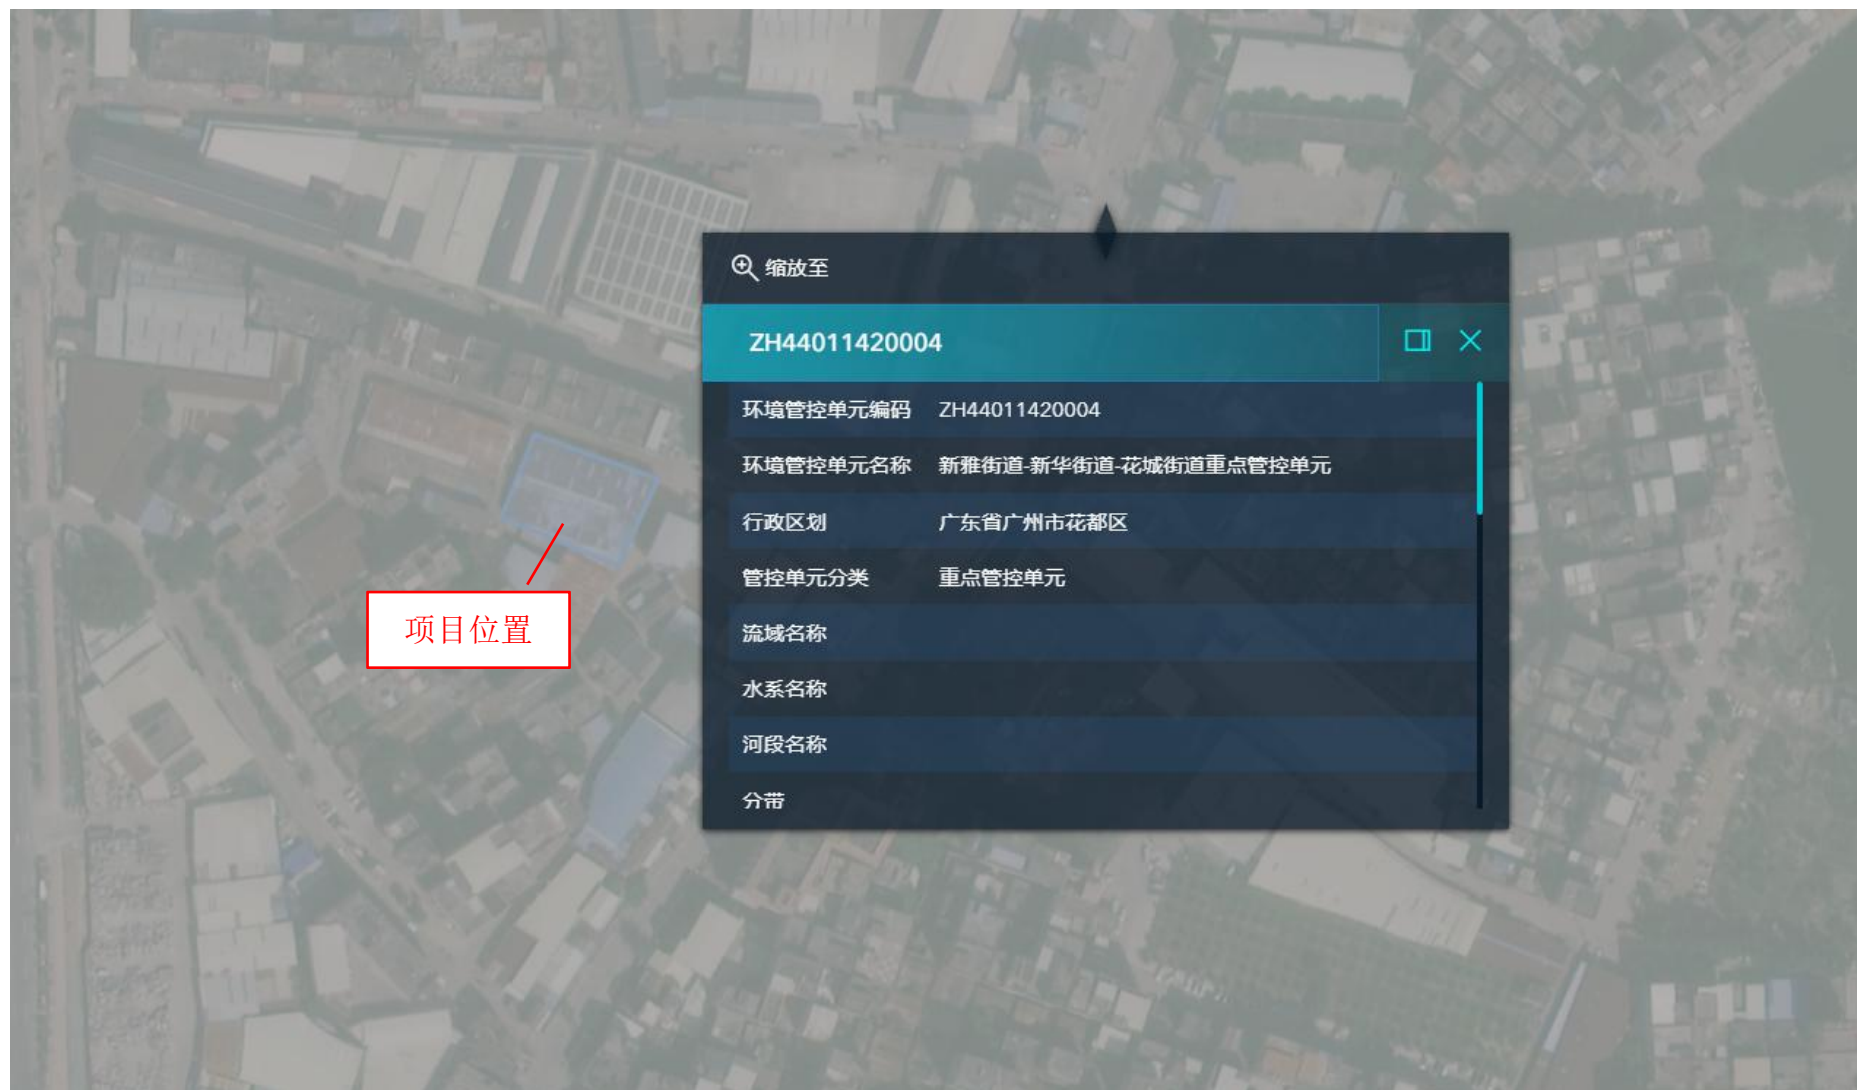 缩放至
ZH44011420004
环境管控单元编码 ZH44011420004
环境管控单元名称 新雅街道-新华街道-花城街道重点管控单元
行政区划 广东省广州市花都区
管控单元分类 重点管控单元
流域名称
水系名称
河段名称
分带
项目位置